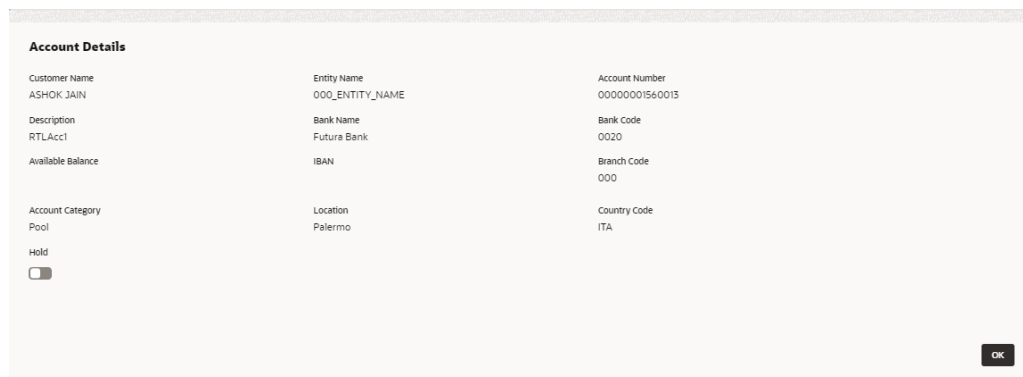 Account Details
Customer Name Entity Name Account Number
ASHOK JAIN 000_ENTITY_NAME 00000001560013
Description Bank Name Bank Code
RTLAcc1 Futura Bank 0020
Available Balance IBAN Branch Code
000
Account Category Location Country Code
Pool Palermo ITA
Hold
OK